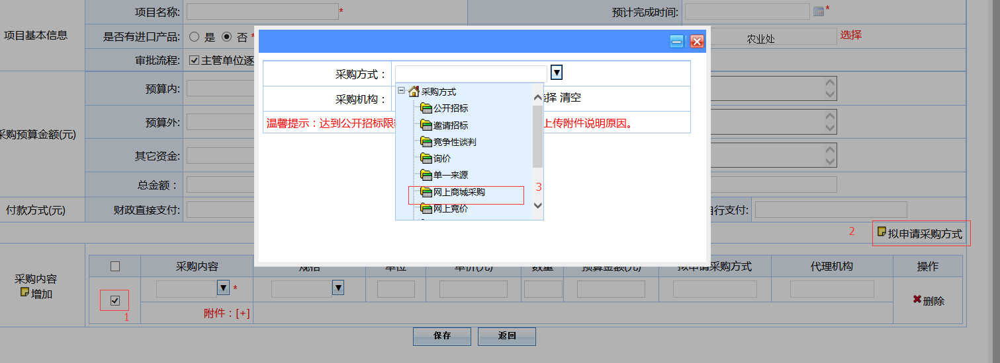 项目名称: * 预计完成时间: *
项目基本信息 是否有进口产品: 是 否 * 农业处 选择
审批流程: 主管单位逐
采购方式：
采购方式
预算内: 采购机构： 选择 清空
公开招标
预算外: 温馨提示：达到公开招标限 上传附件说明原因。
邀请招标
采购预算金额(元) 竞争性谈判
其它资金: 询价
单一来源
总金额： 3
网上商城采购
付款方式(元) 财政直接支付: 网上竞价 自行支付:
2 拟申请采购方式
采购内容 规格 单位 单价(元) 数量 预算金额(元) 拟申请采购方式 代理机构 操作
采购内容
增加 * 删除
1 附件：[+]
保存 返回